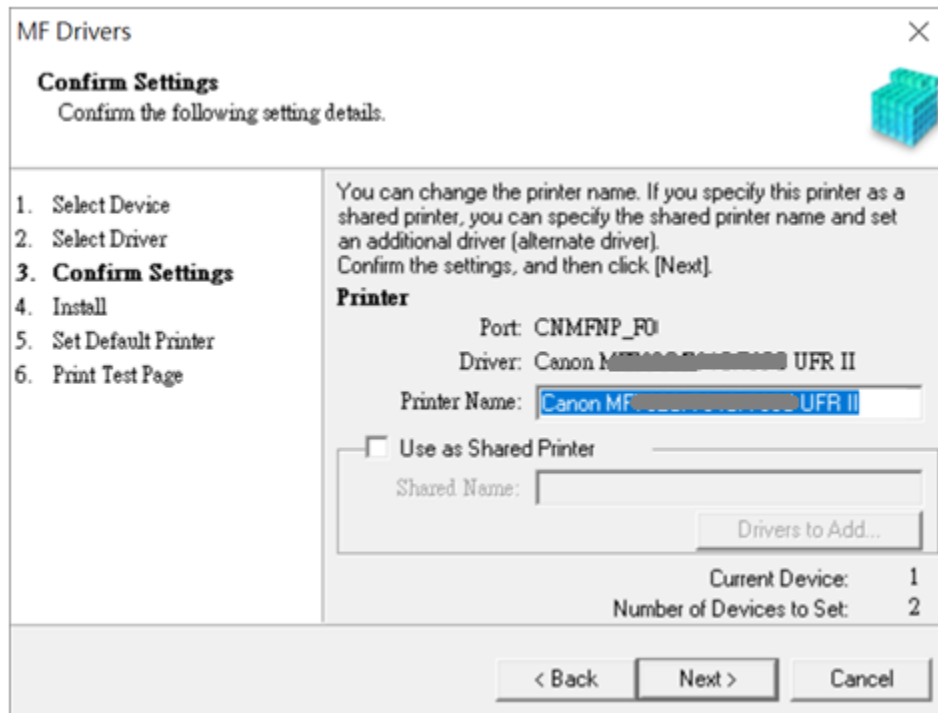 MF Drivers
Confirm Settings
Confirm the following setting details.
1. Select Device
2. Select Driver
3. Confirm Settings
4. Install
5. Set Default Printer
6. Print Test Page
You can change the printer name. If you specify this printer as a
shared printer, you can specify the shared printer name and set
an additional driver (alternate driver).
Confirm the settings, and then click [Next].
Printer
Port: CNMFNP_F0
Driver: Canon UFR II
Printer Name: Canon MF UFR II
Use as Shared Printer
Shared Name:
Drivers to Add...
Current Device: 1
Number of Devices to Set: 2
< Back
Next >
Cancel